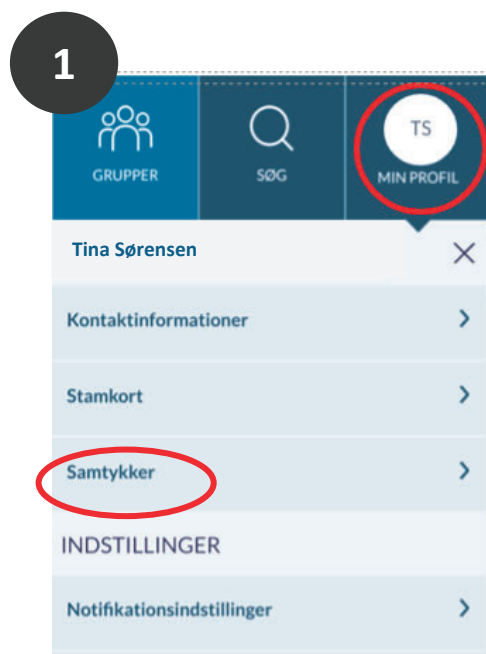 1
GRUPPER
SØG
TS
MIN PROFIL
Tina Sørensen
Kontaktinformationer
Stamkort
Samtykker
INDSTILLINGER
Notifikationsindstillinger